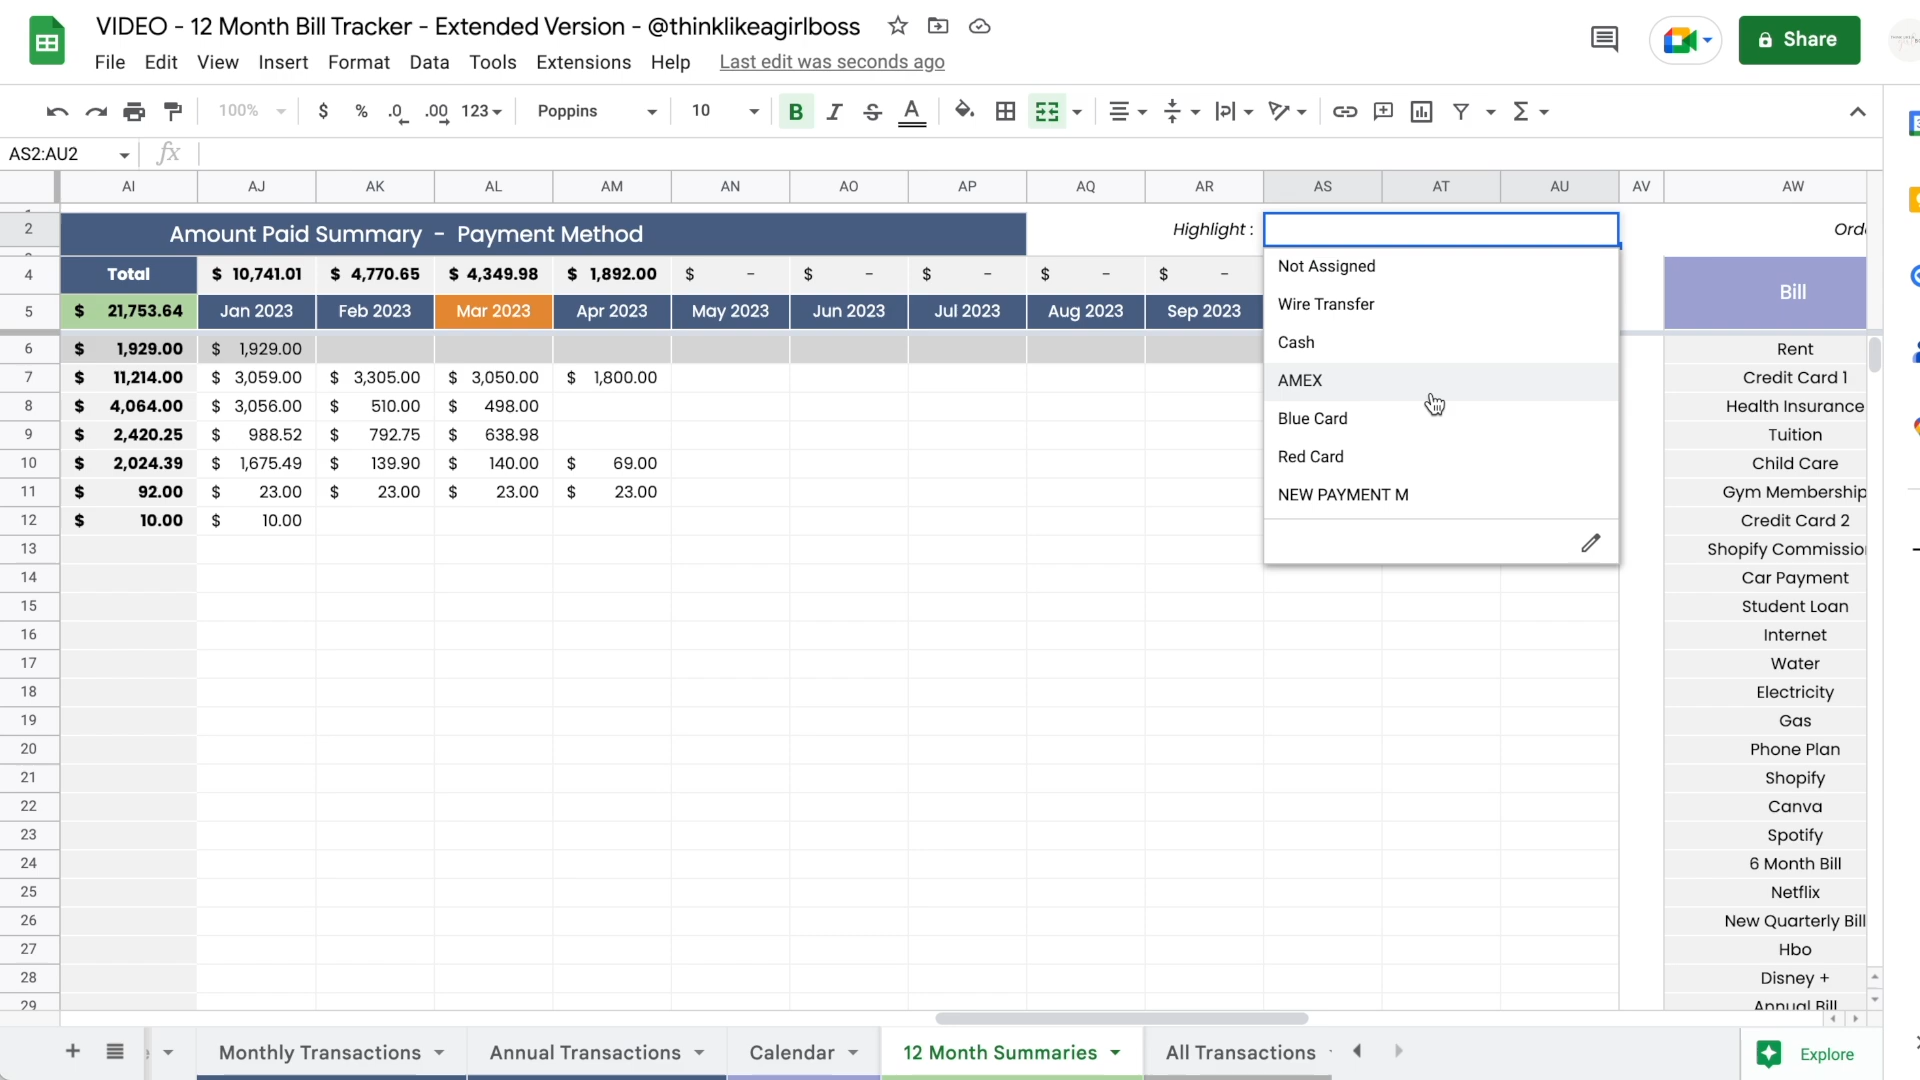 VIDEO - 12 Month Bill Tracker - Extended Version - @thinklikeagirlboss
Share
File Edit View Insert Format Data Tools Extensions Help Last edit was seconds ago
100% $ % .0 .00 123 Poppins 10 B I S A Σ
AS2:AU2 fx
AI AJ AK AL AM AN AO AP AQ AR AS AT AU AV AW
2 Amount Paid Summary - Payment Method Highlight :
4 Total $ 10,741.01 $ 4,770.65 $ 4,349.98 $ 1,892.00 $ - $ - $ - $ - $ -
Bill
5 $ 21,753.64 Jan 2023 Feb 2023 Mar 2023 Apr 2023 May 2023 Jun 2023 Jul 2023 Aug 2023 Sep 2023
Not Assigned
Wire Transfer
Cash
AMEX
Blue Card
Red Card
NEW PAYMENT M
6 $ 1,929.00 $ 1,929.00 Rent
7 $ 11,214.00 $ 3,059.00 $ 3,305.00 $ 3,050.00 $ 1,800.00 Credit Card 1
8 $ 4,064.00 $ 3,056.00 $ 510.00 $ 498.00 Health Insurance
9 $ 2,420.25 $ 988.52 $ 792.75 $ 638.98 Tuition
10 $ 2,024.39 $ 1,675.49 $ 139.90 $ 140.00 $ 69.00 Child Care
11 $ 92.00 $ 23.00 $ 23.00 $ 23.00 $ 23.00 Gym Membership
12 $ 10.00 $ 10.00 Credit Card 2
13 Shopify Commissio
14 Car Payment
15 Student Loan
16 Internet
17 Water
18 Electricity
19 Gas
20 Phone Plan
21 Shopify
22 Canva
23 Spotify
24 6 Month Bill
25 Netflix
26 New Quarterly Bill
27 Hbo
28 Disney +
29 Annual Bill
Monthly Transactions Annual Transactions Calendar 12 Month Summaries All Transactions Explore